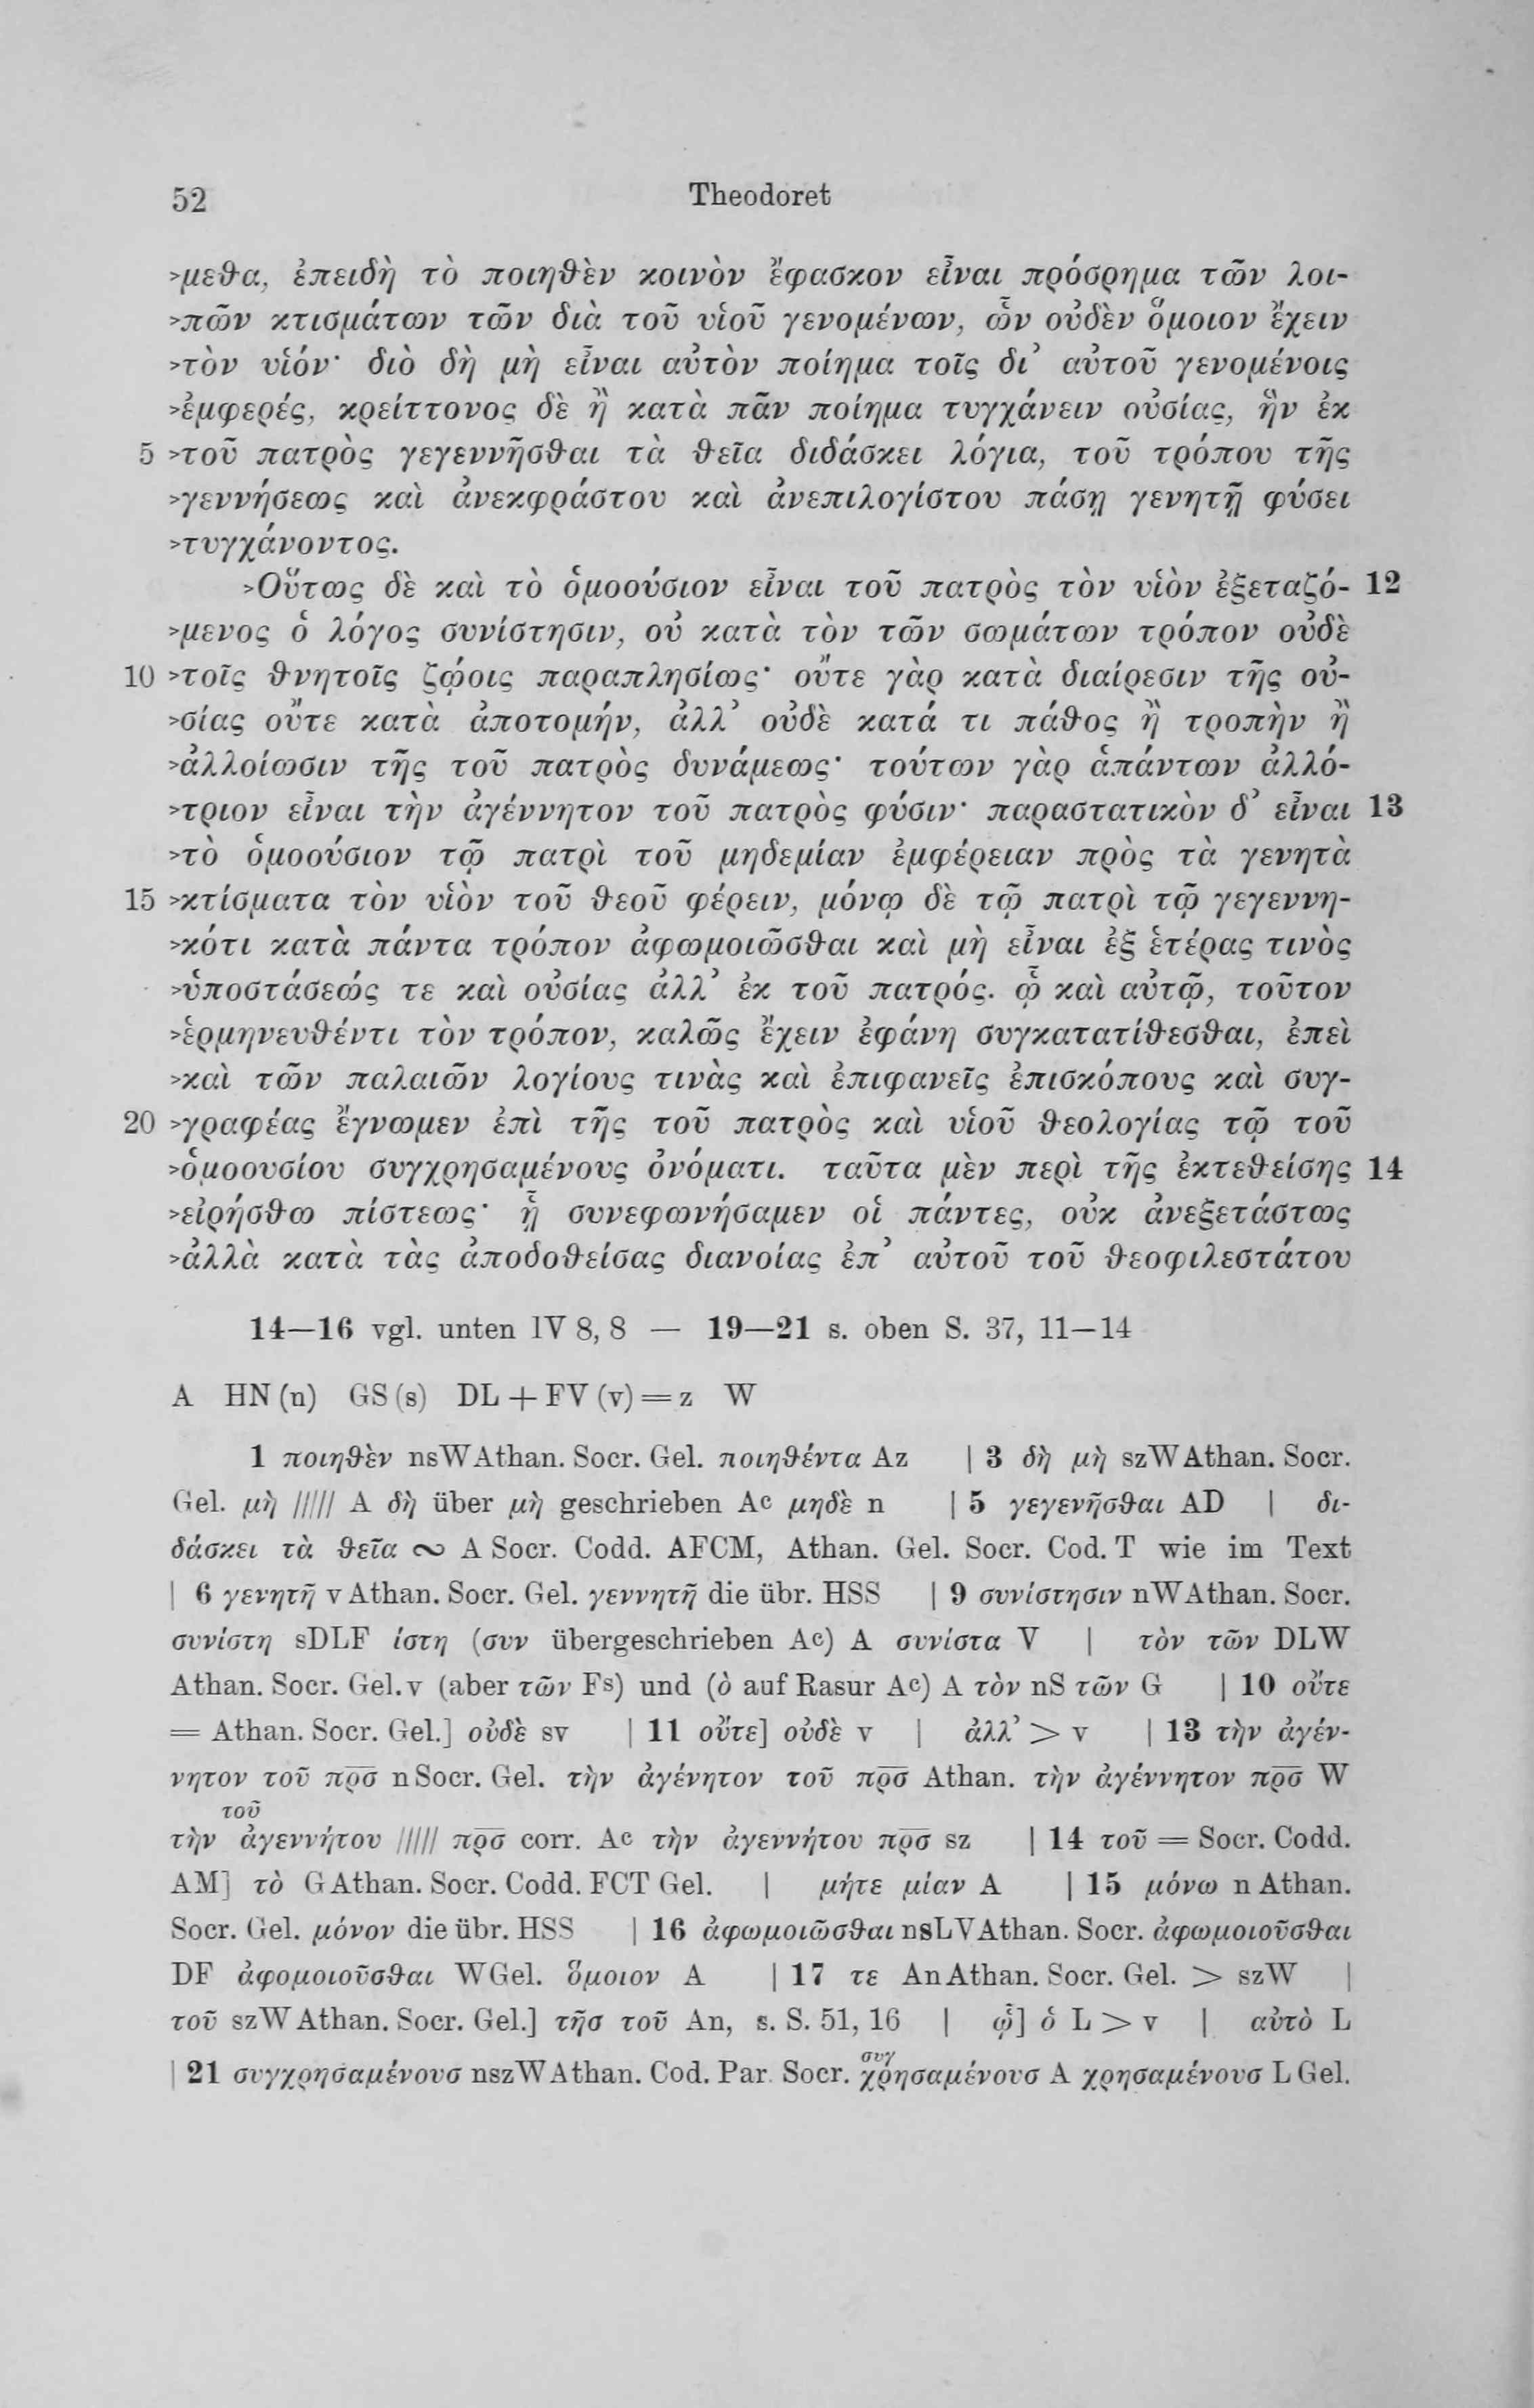 52 Theodoret
>μεθα, ἐπειδὴ τὸ ποιηθὲν κοινὸν ἔφασκον εἶναι πρόσρημα τῶν λοι-
>πῶν κτισμάτων τῶν διὰ τοῦ υἱοῦ γενομένων, ὧν οὐδὲν ὅμοιον ἔχειν
>τὸν υἱόν· διὸ δὴ μὴ εἶναι αὐτὸν ποίημα τοῖς δι’ αὐτοῦ γενομένοις
>ἐμφερές, κρείττονος δὲ ἢ κατὰ πᾶν ποίημα τυγχάνειν οὐσίας, ἣν ἐκ
5 >τοῦ πατρὸς γεγεννῆσθαι τὰ θεῖα διδάσκει λόγια, τοῦ τρόπου τῆς
>γεννήσεως καὶ ἀνεκφράστου καὶ ἀνεπιλογίστου πάσῃ γενητῇ φύσει
>τυγχάνοντος.
>Οὕτως δὲ καὶ τὸ ὁμοούσιον εἶναι τοῦ πατρὸς τὸν υἱὸν ἐξεταζό- 12
>μενος ὁ λόγος συνίστησιν, οὐ κατὰ τὸν τῶν σωμάτων τρόπον οὐδὲ
10 >τοῖς θνητοῖς ζῴοις παραπλησίως· οὔτε γὰρ κατὰ διαίρεσιν τῆς οὐ-
>σίας οὔτε κατὰ ἀποτομήν, ἀλλ’ οὐδὲ κατά τι πάθος ἢ τροπὴν ἢ
>ἀλλοίωσιν τῆς τοῦ πατρὸς δυνάμεως· τούτων γὰρ ἁπάντων ἀλλό-
>τριον εἶναι τὴν ἀγέννητον τοῦ πατρὸς φύσιν· παραστατικὸν δ’ εἶναι 13
>τὸ ὁμοούσιον τῷ πατρὶ τοῦ μηδεμίαν ἐμφέρειαν πρὸς τὰ γενητὰ
15 >κτίσματα τὸν υἱὸν τοῦ θεοῦ φέρειν, μόνῳ δὲ τῷ πατρὶ τῷ γεγεννη-
>κότι κατὰ πάντα τρόπον ἀφωμοιῶσθαι καὶ μὴ εἶναι ἐξ ἑτέρας τινὸς
>ὑποστάσεώς τε καὶ οὐσίας ἀλλ’ ἐκ τοῦ πατρός. ᾧ καὶ αὐτῷ, τοῦτον
>ἑρμηνευθέντι τὸν τρόπον, καλῶς ἔχειν ἐφάνη συγκατατίθεσθαι, ἐπεὶ
>καὶ τῶν παλαιῶν λογίους τινὰς καὶ ἐπιφανεῖς ἐπισκόπους καὶ συγ-
20 >γραφέας ἔγνωμεν ἐπὶ τῆς τοῦ πατρὸς καὶ υἱοῦ θεολογίας τῷ τοῦ
>ὁμοουσίου συγχρησαμένους ὀνόματι. ταῦτα μὲν περὶ τῆς ἐκτεθείσης 14
>εἰρήσθω πίστεως· ᾗ συνεφωνήσαμεν οἱ πάντες, οὐκ ἀνεξετάστως
>ἀλλὰ κατὰ τὰς ἀποδοθείσας διανοίας ἐπ’ αὐτοῦ τοῦ θεοφιλεστάτου
14—16 vgl. unten IV 8, 8 — 19—21 s. oben S. 37, 11—14
A HN (n) GS (s) DL + FV (v) = z W
1 ποιηθὲν nsW Athan. Socr. Gel. ποιηθέντα Az | 3 δὴ μὴ szW Athan. Socr.
Gel. μὴ ///// A δὴ über μὴ geschrieben Ac μηδὲ n | 5 γεγενῆσθαι AD | δι-
δάσκει τὰ θεῖα ∾ A Socr. Codd. AFCM, Athan. Gel. Socr. Cod. T wie im Text
| 6 γενητῆ v Athan. Socr. Gel. γεννητῆ die übr. HSS | 9 συνίστησιν nW Athan. Socr.
συνίστη sDLF ίστη (συν übergeschrieben Ac) A συνίστα V | τὸν τῶν DLW
Athan. Socr. Gel. v (aber τῶν Fs) und (ὸ auf Rasur Ac) A τὸν nS τῶν G | 10 οὔτε
= Athan. Socr. Gel.] οὐδὲ sv | 11 οὔτε] οὐδὲ v | ἀλλ’ > v | 13 τὴν ἀγέν-
νητον τοῦ πρσ n Socr. Gel. τὴν ἀγένητον τοῦ πρσ Athan. τὴν ἀγέννητον πρσ W
τοῦ
τὴν ἀγεννήτου ///// πρσ corr. Ac τὴν ἀγεννήτου πρσ sz | 14 τοῦ = Socr. Codd.
AM] τὸ G Athan. Socr. Codd. FCT Gel. | μήτε μίαν A | 15 μόνω n Athan.
Socr. Gel. μόνον die übr. HSS | 16 ἀφωμοιῶσθαι nsLV Athan. Socr. ἀφωμοιοῦσθαι
DF ἀφομοιοῦσθαι W Gel. ὅμοιον A | 17 τε An Athan. Socr. Gel. > szW |
τοῦ szW Athan. Socr. Gel.] τῆσ τοῦ An, s. S. 51, 16 | ᾧ] ὁ L > v | αὐτὸ L
συγ
| 21 συγχρησαμένουσ nszW Athan. Cod. Par. Socr. χρησαμένουσ A χρησαμένουσ L Gel.